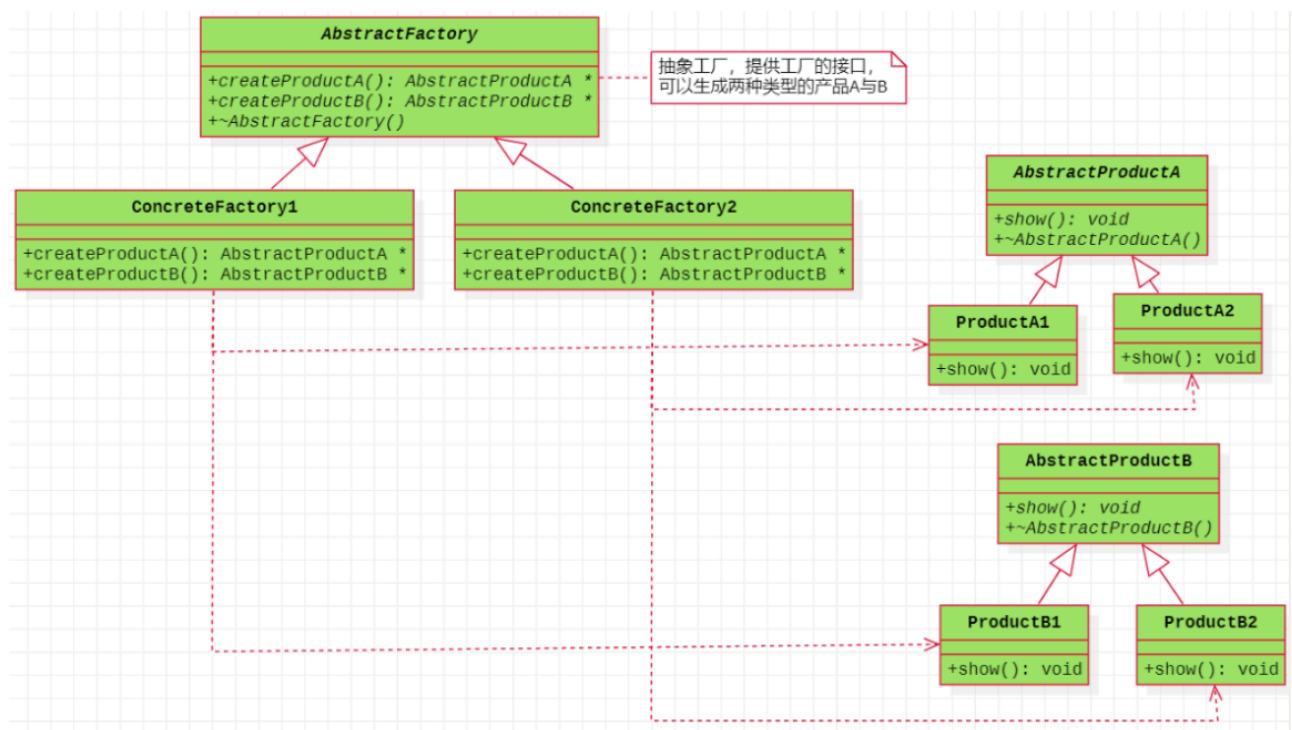 AbstractFactory
+createProductA(): AbstractProductA *
+createProductB(): AbstractProductB *
+~AbstractFactory()
抽象工厂，提供工厂的接口，
可以生成两种类型的产品A与B
ConcreteFactory1
+createProductA(): AbstractProductA *
+createProductB(): AbstractProductB *
ConcreteFactory2
+createProductA(): AbstractProductA *
+createProductB(): AbstractProductB *
AbstractProductA
+show(): void
+~AbstractProductA()
ProductA1
+show(): void
ProductA2
+show(): void
AbstractProductB
+show(): void
+~AbstractProductB()
ProductB1
+show(): void
ProductB2
+show(): void